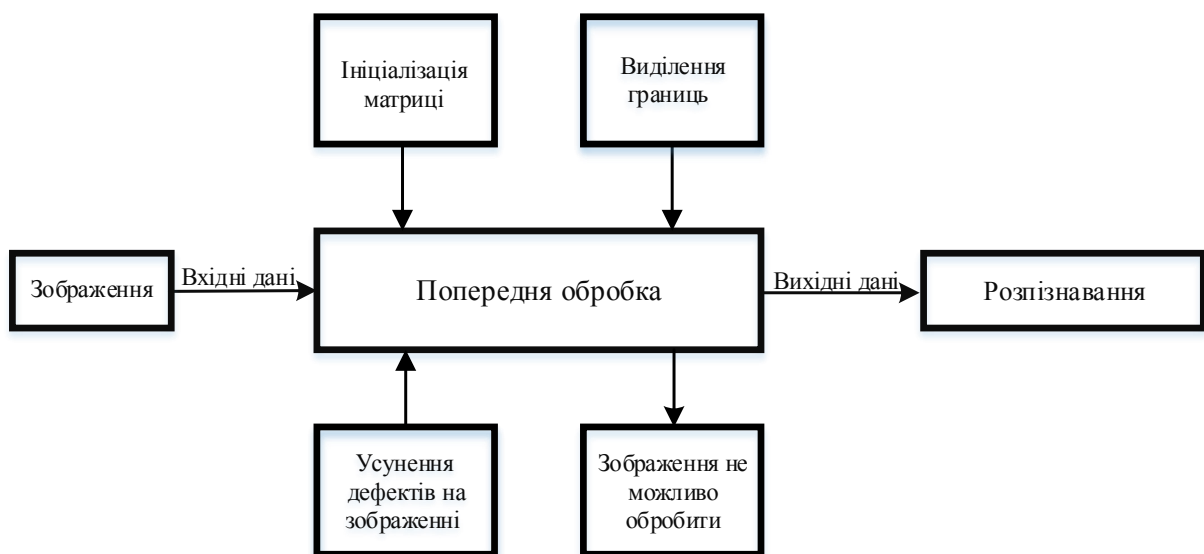 Ініціалізація
матриці
Виділення
границь
Зображення
Вхідні дані
Попередня обробка
Вихідні дані
Розпізнавання
Усунення
дефектів на
зображенні
Зображення не
можливо
обробити